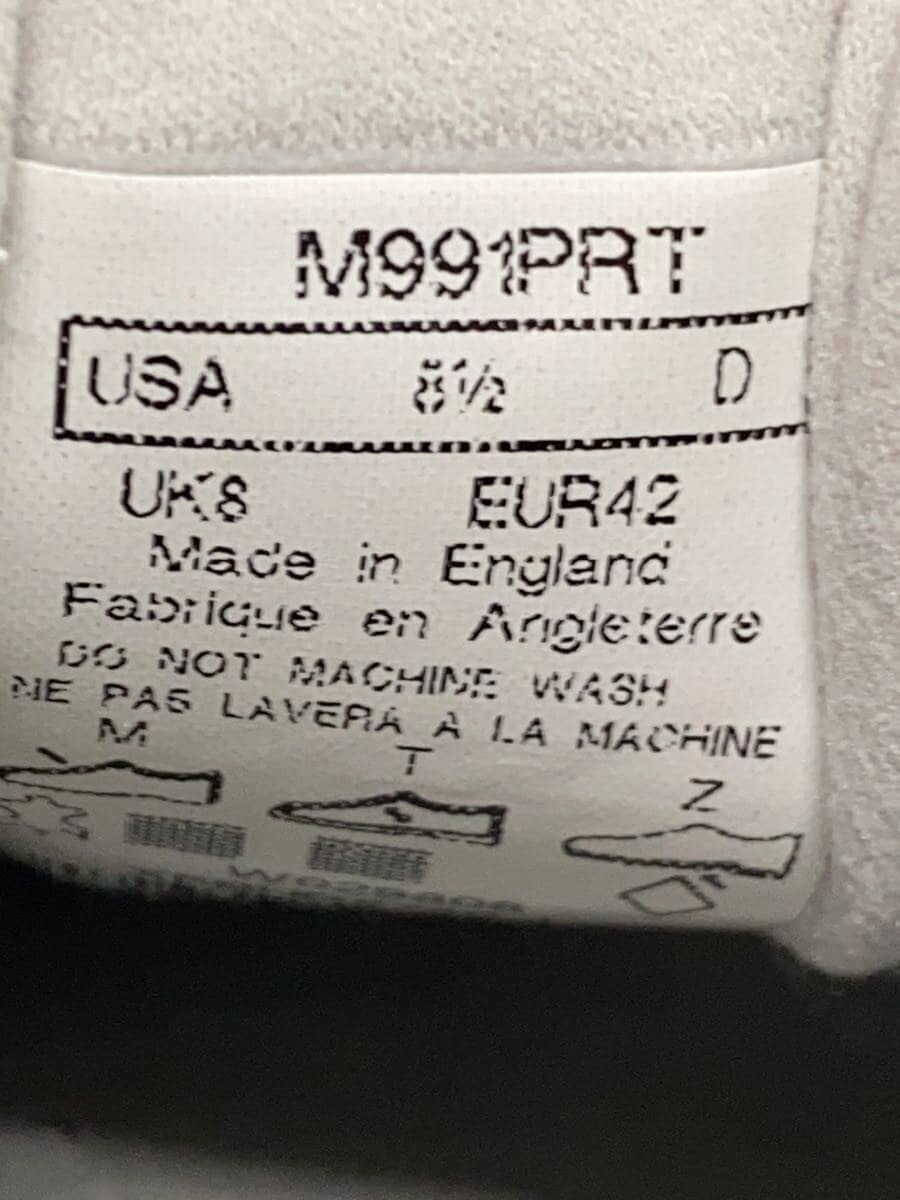 M991PRT
USA 8½ D
UK8 EUR42
Made in England
Fabrique en Angleterre
DO NOT MACHINE WASH
NE PAS LAVERA A LA MACHINE
M T Z